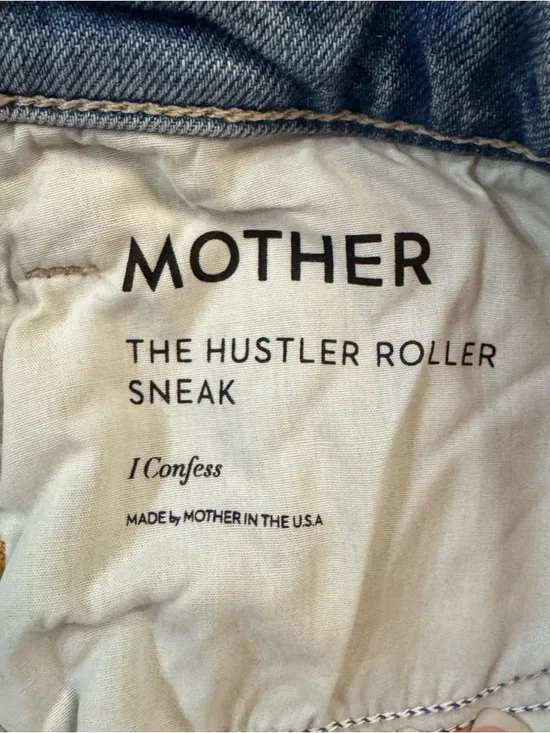 MOTHER
THE HUSTLER ROLLER
SNEAK
I Confess
MADE by MOTHER IN THE U.S.A